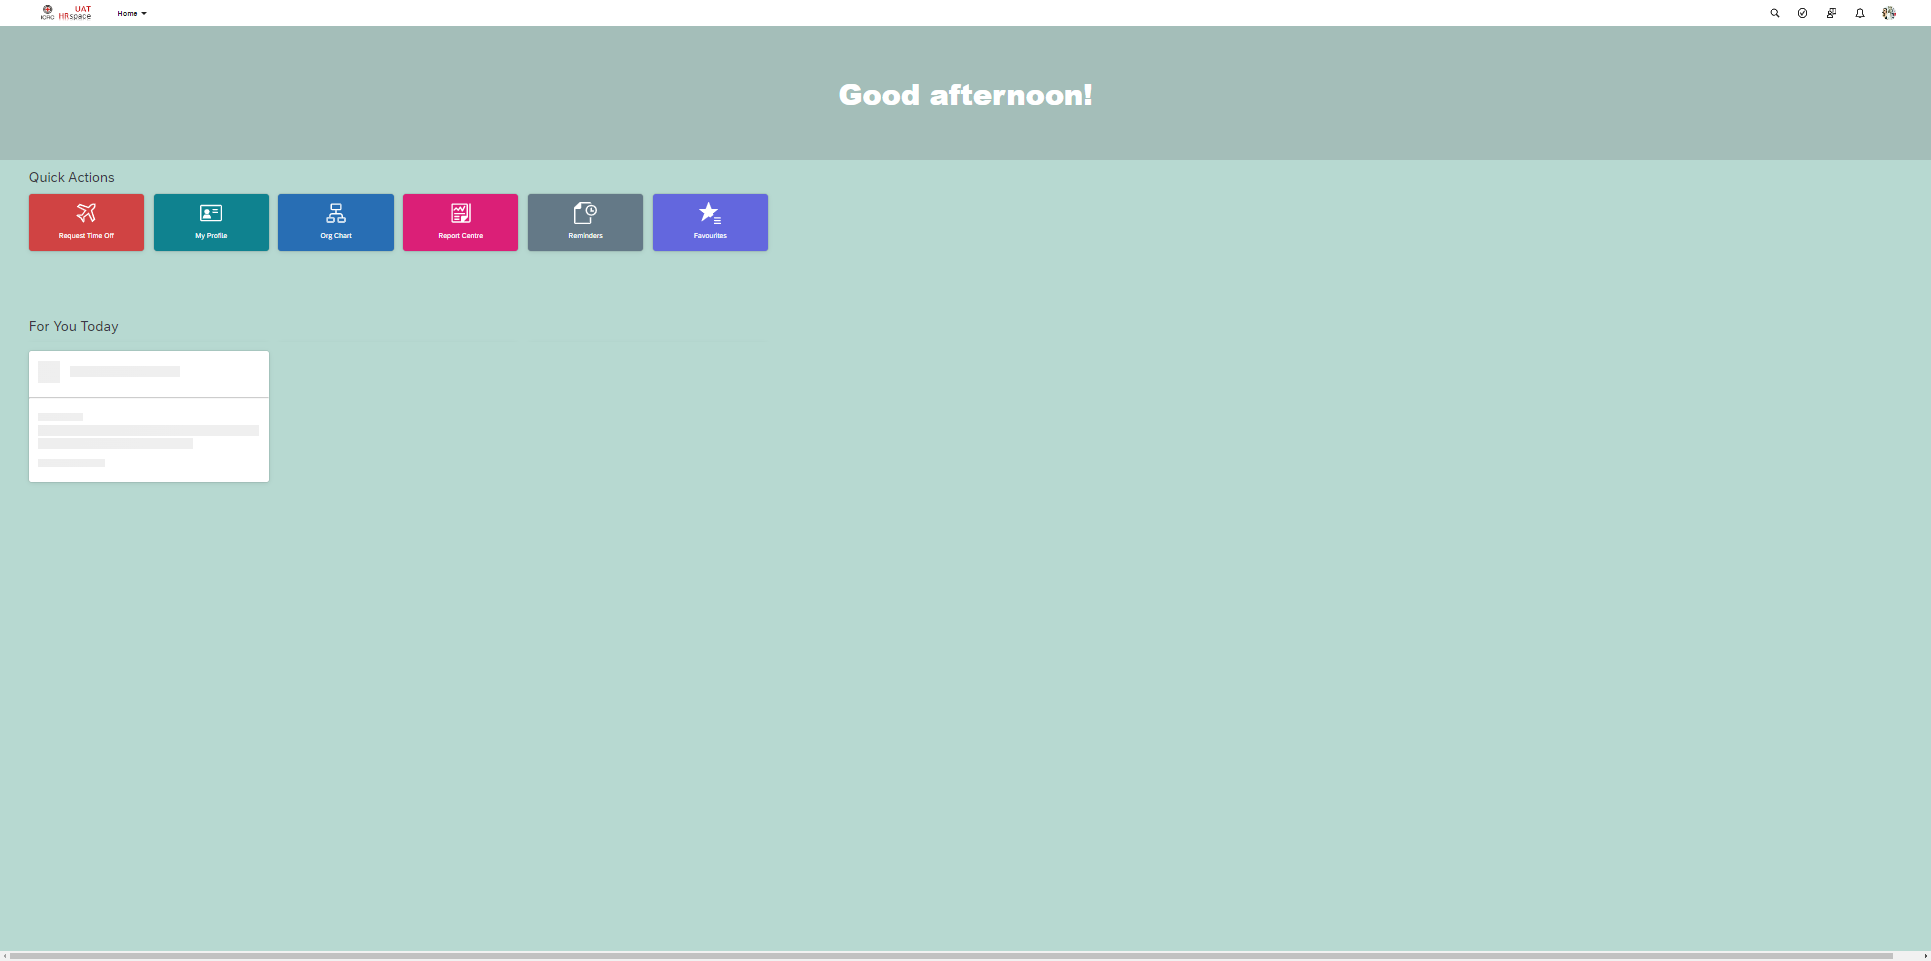 ICRC
UAT
HRspace
Home
Good afternoon!
Quick Actions
Request Time Off
My Profile
Org Chart
Report Centre
Reminders
Favourites
For You Today